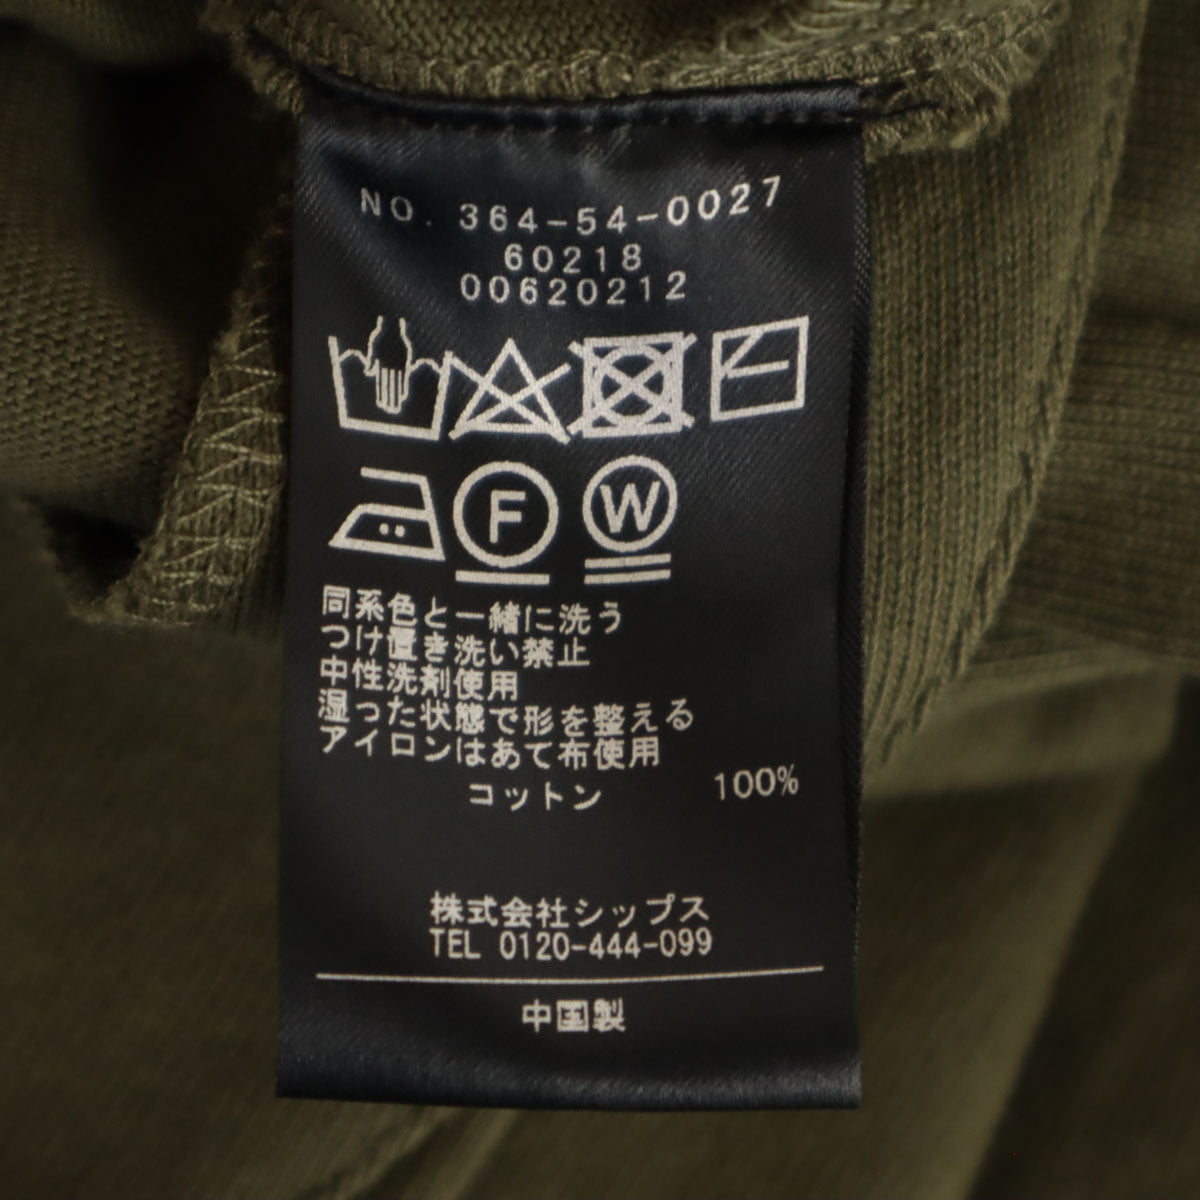 NO. 364-54-0027
60218
00620212
F W
同系色と一緒に洗う
つけ置き洗い禁止
中性洗剤使用
湿った状態で形を整える
アイロンはあて布使用
コットン 100%
株式会社シップス
TEL 0120-444-099
中国製